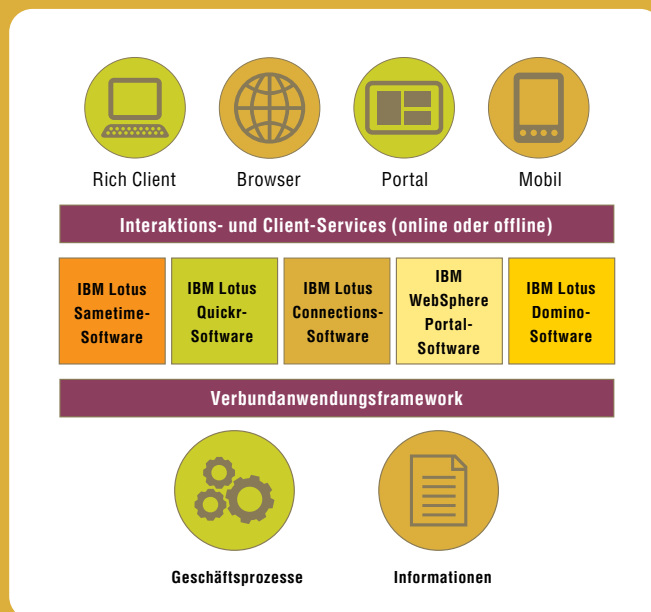 Rich Client
Browser
Portal
Mobil
Interaktions- und Client-Services (online oder offline)
IBM Lotus
Sametime-
Software
IBM Lotus
Quickr-
Software
IBM Lotus
Connections-
Software
IBM
WebSphere
Portal-
Software
IBM Lotus
Domino-
Software
Verbundanwendungsframework
Geschäftsprozesse
Informationen